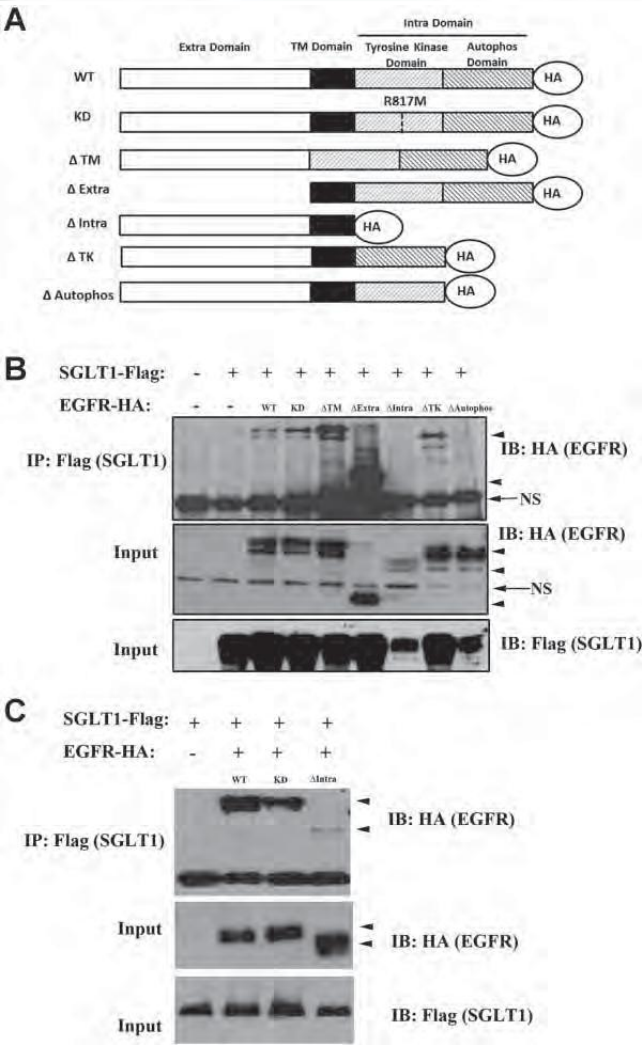 A
Intra Domain
Extra Domain TM Domain Tyrosine Kinase Domain Autophos Domain
WT HA
R817M
KD HA
Δ TM HA
Δ Extra HA
Δ Intra HA
Δ TK HA
Δ Autophos HA
B
SGLT1-Flag: - + + + + + + + +
EGFR-HA: - - WT KD ΔTM ΔExtra ΔIntra ΔTK ΔAutophos
IP: Flag (SGLT1) IB: HA (EGFR)
NS
Input IB: HA (EGFR)
NS
Input IB: Flag (SGLT1)
C
SGLT1-Flag: + + + +
EGFR-HA: - + + +
WT KD ΔIntra
IP: Flag (SGLT1) IB: HA (EGFR)
Input IB: HA (EGFR)
Input IB: Flag (SGLT1)